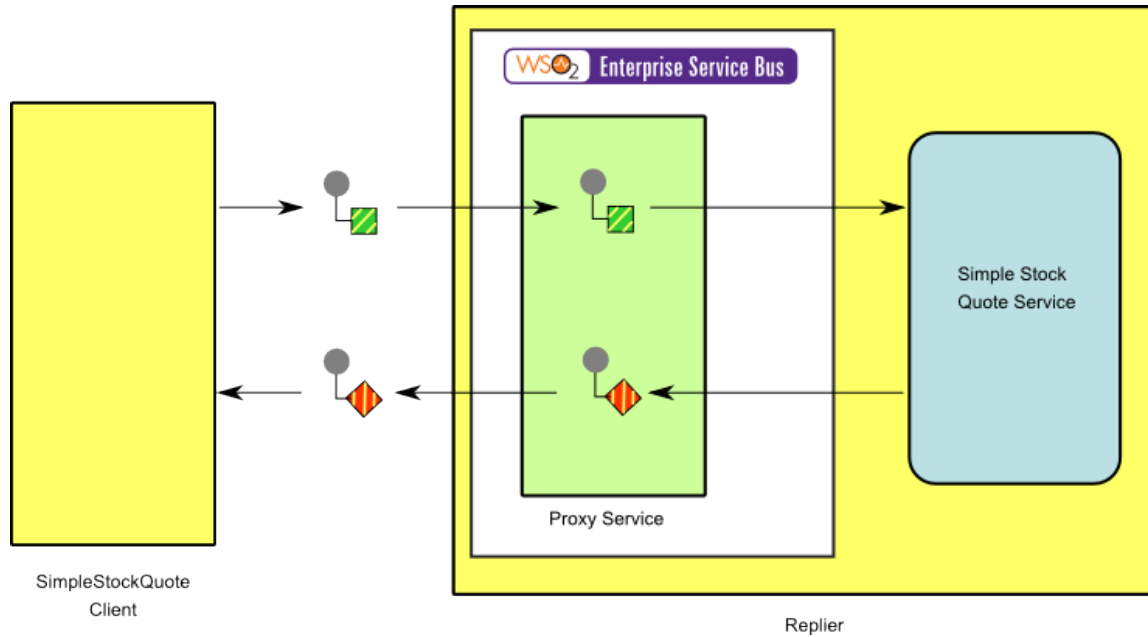 WSO2 Enterprise Service Bus
Simple Stock
Quote Service
Proxy Service
SimpleStockQuote
Client
Replier